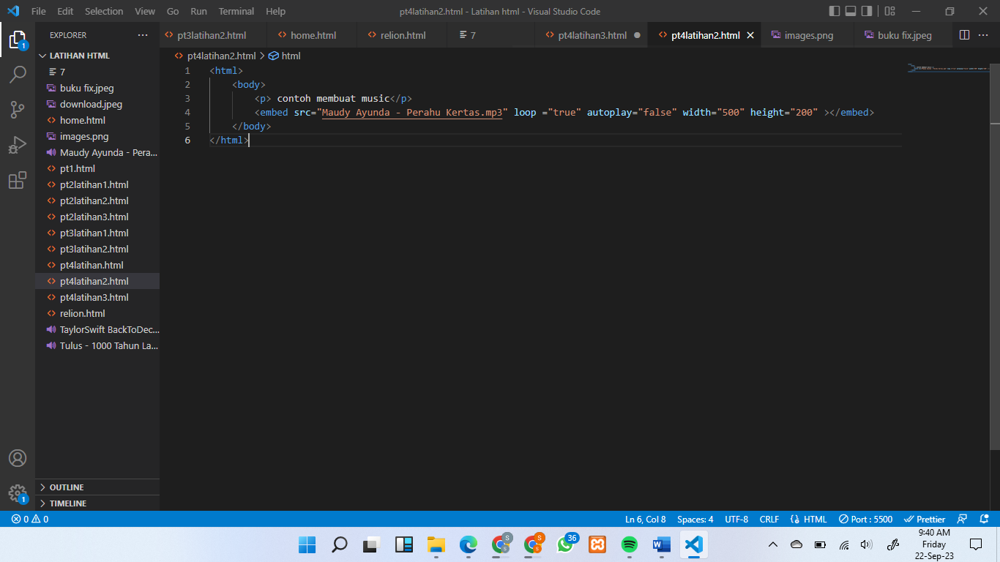 File Edit Selection View Go Run Terminal Help pt4latihan2.html - Latihan html - Visual Studio Code
EXPLORER ···
pt3latihan2.html home.html relion.html 7 pt4latihan3.html pt4latihan2.html images.png buku fix.jpeg
LATIHAN HTML
pt4latihan2.html > html
7
buku fix.jpeg
download.jpeg
home.html
images.png
Maudy Ayunda - Pera...
pt1.html
pt2latihan1.html
pt2latihan2.html
pt2latihan3.html
pt3latihan1.html
pt3latihan2.html
pt4latihan.html
pt4latihan2.html
pt4latihan3.html
relion.html
TaylorSwift BackToDec...
Tulus - 1000 Tahun La...
1 <html>
2 <body>
3 <p> contoh membuat music</p>
4 <embed src="Maudy Ayunda - Perahu Kertas.mp3" loop ="true" autoplay="false" width="500" height="200" ></embed>
5 </body>
6 </html>
1
1
OUTLINE
TIMELINE
0 0 Ln 6, Col 8 Spaces: 4 UTF-8 CRLF HTML Port : 5500 Prettier
S S S S 36
9:40 AM
Friday
22-Sep-23